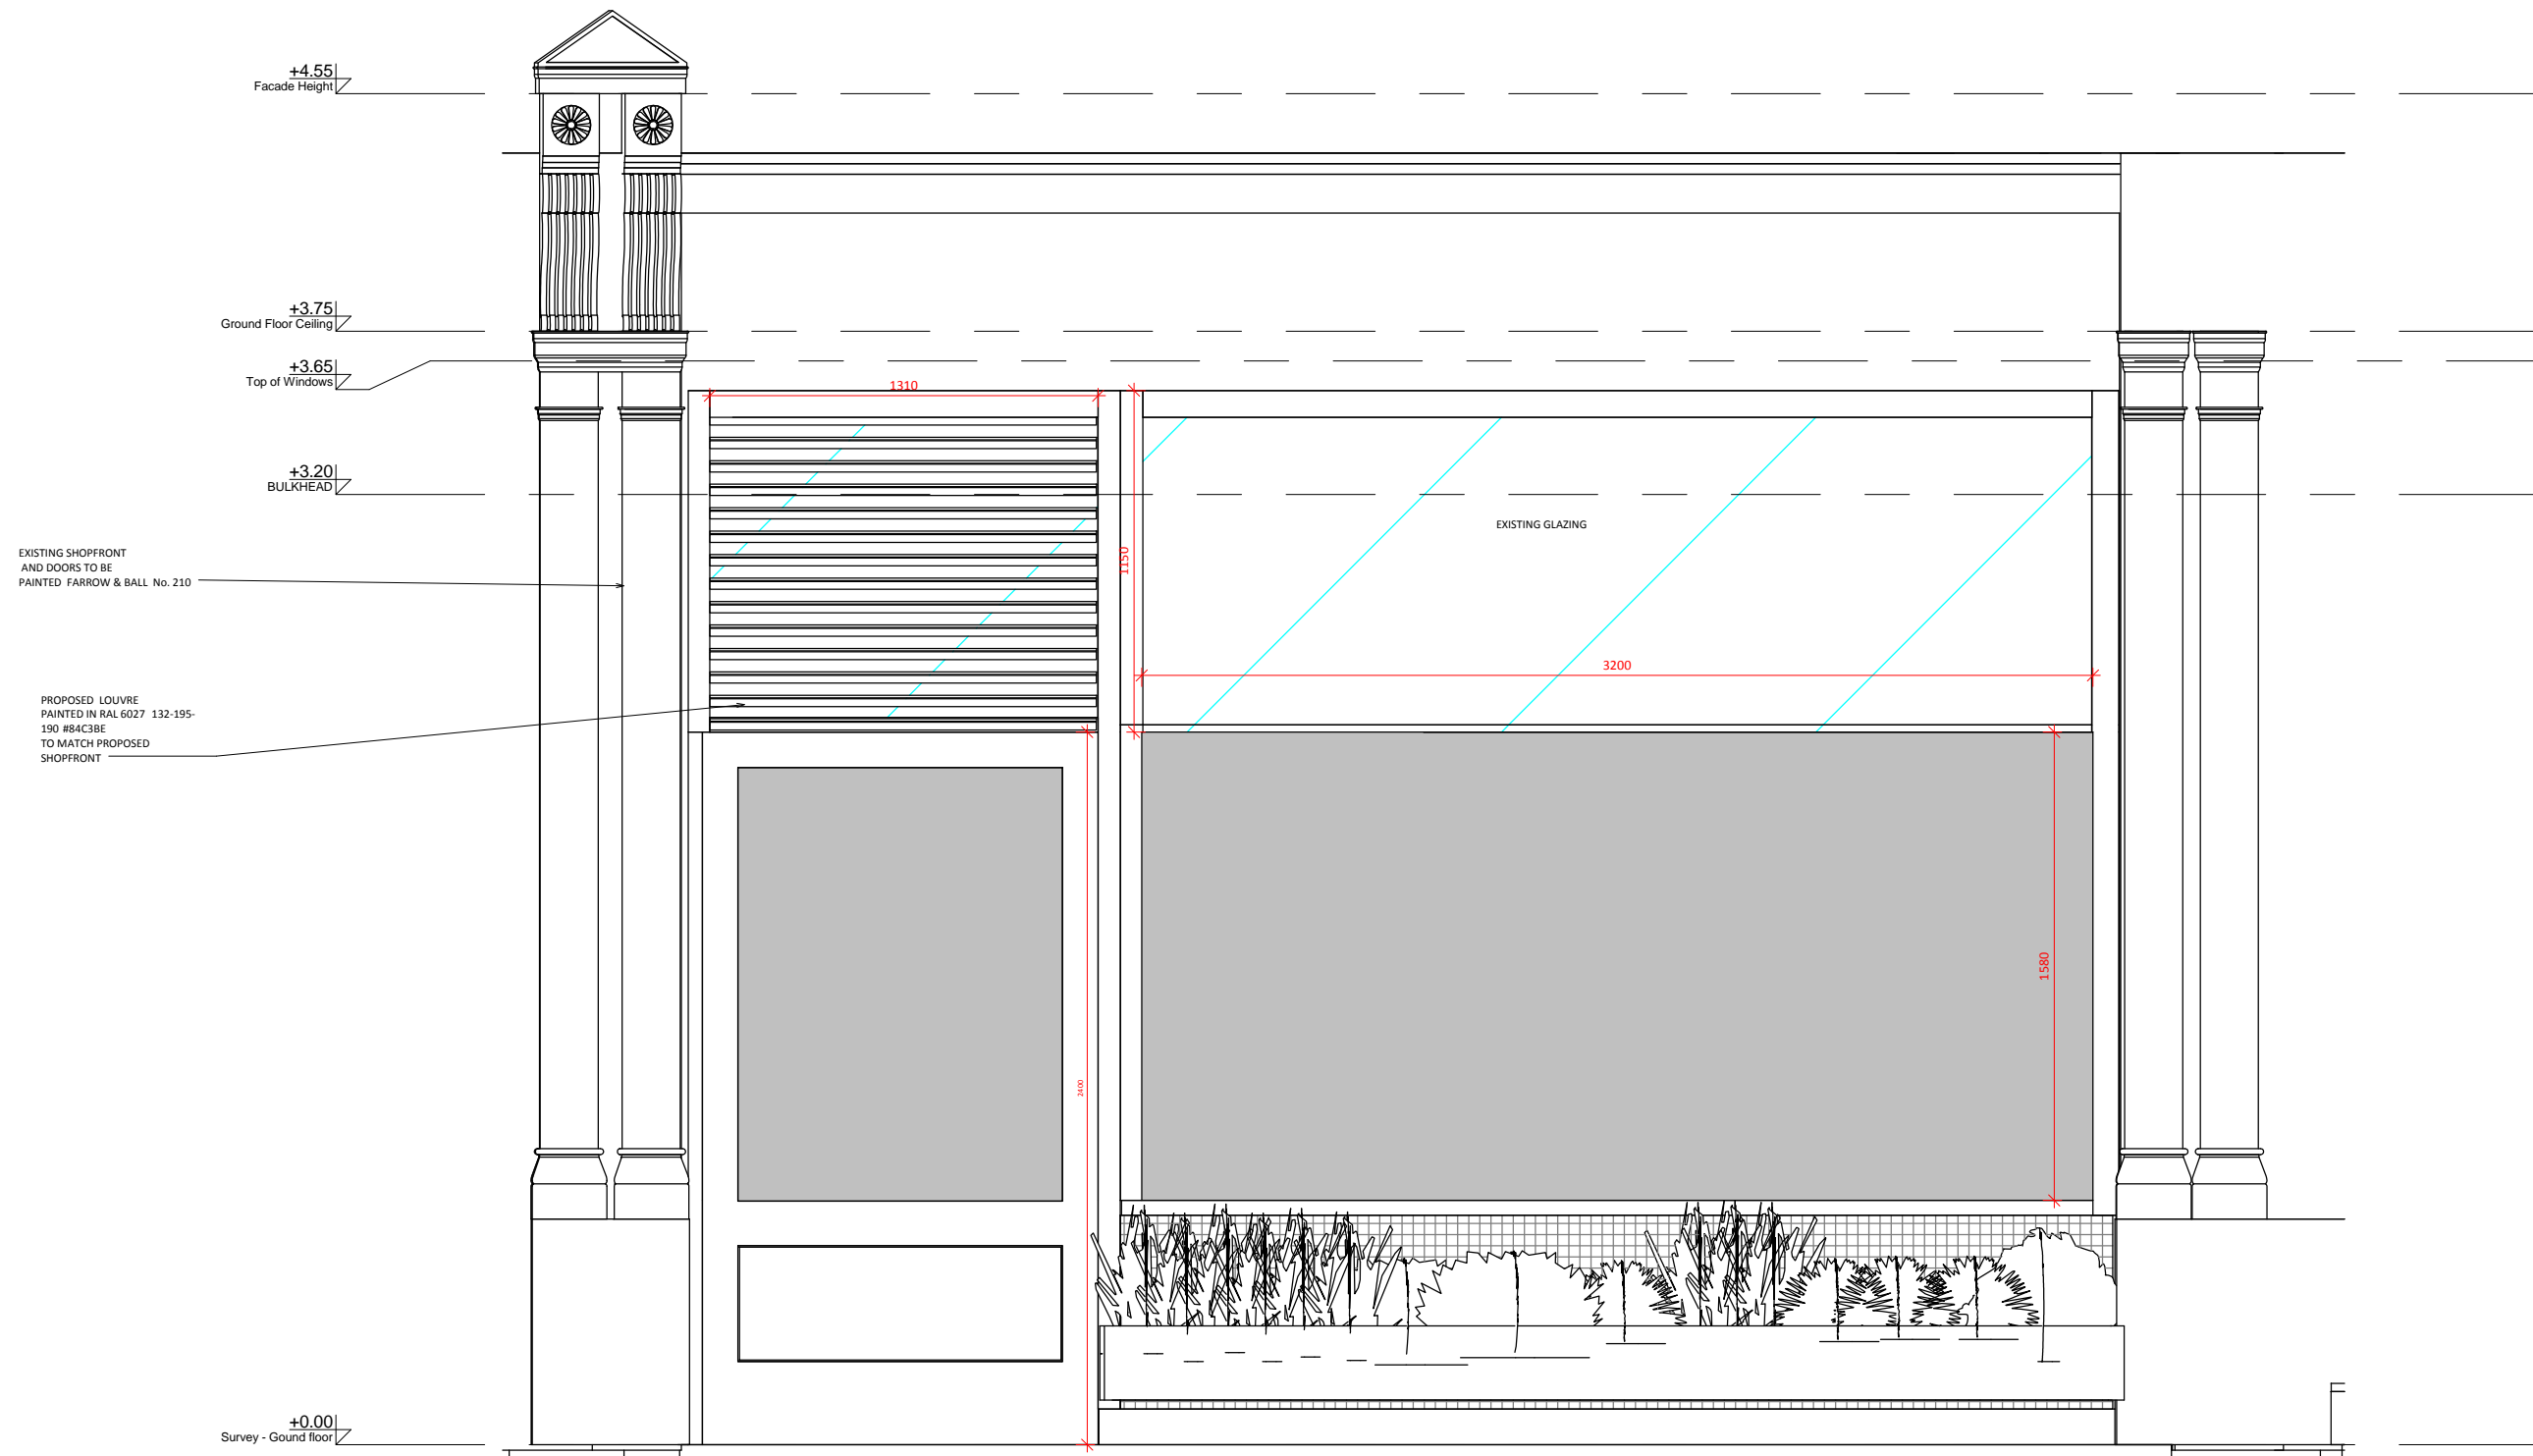 +4.55
Facade Height
+3.75
Ground Floor Ceiling
+3.65
Top of Windows
1310
+3.20
BULKHEAD
EXISTING GLAZING
1150
EXISTING SHOPFRONT
AND DOORS TO BE
PAINTED FARROW & BALL No. 210
3200
PROPOSED LOUVRE
PAINTED IN RAL 6027 132-195-
190 #84C3BE
TO MATCH PROPOSED
SHOPFRONT
1580
2400
+0.00
Survey - Gound floor